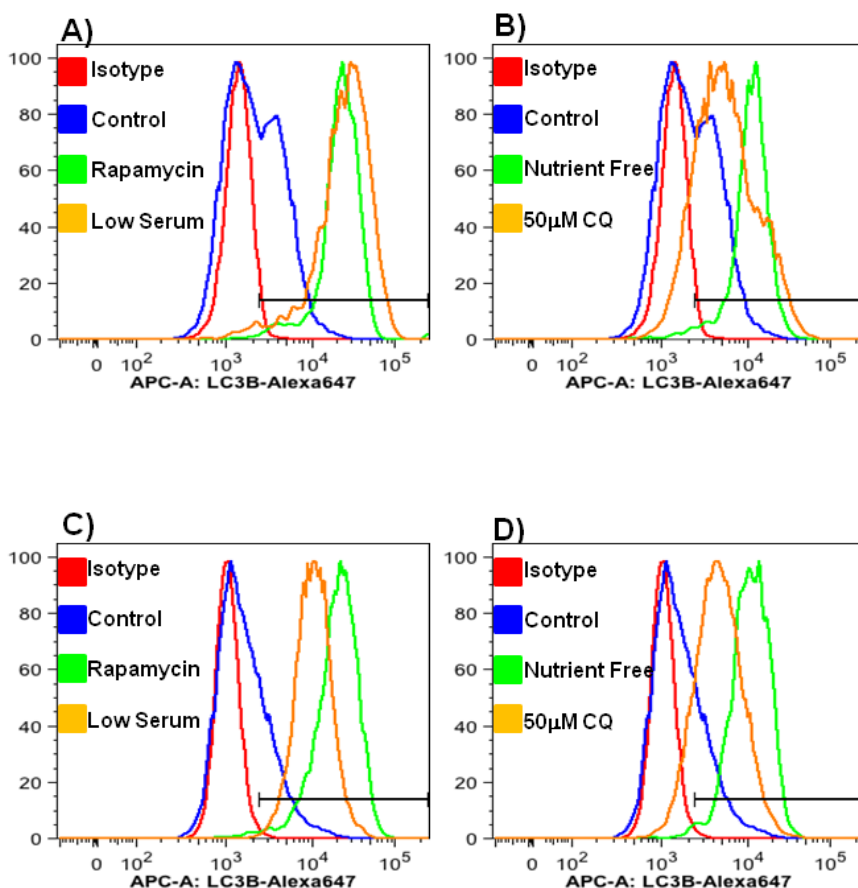 A)
Isotype
Control
Rapamycin
Low Serum
100
80
60
40
20
0
0 10² 10³ 10⁴ 10⁵
APC-A: LC3B-Alexa647
B)
Isotype
Control
Nutrient Free
50µM CQ
100
80
60
40
20
0
0 10² 10³ 10⁴ 10⁵
APC-A: LC3B-Alexa647
C)
Isotype
Control
Rapamycin
Low Serum
100
80
60
40
20
0
0 10² 10³ 10⁴ 10⁵
APC-A: LC3B-Alexa647
D)
Isotype
Control
Nutrient Free
50µM CQ
100
80
60
40
20
0
0 10² 10³ 10⁴ 10⁵
APC-A: LC3B-Alexa647